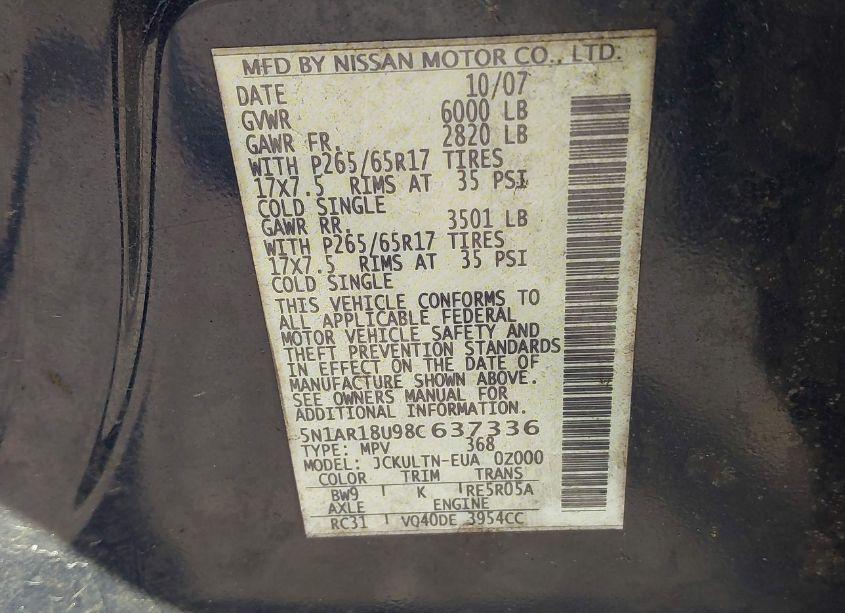 MFD BY NISSAN MOTOR CO., LTD.
DATE 10/07
GVWR 6000 LB
GAWR FR. 2820 LB
WITH P265/65R17 TIRES
17X7.5 RIMS AT 35 PSI
COLD SINGLE
GAWR RR. 3501 LB
WITH P265/65R17 TIRES
17X7.5 RIMS AT 35 PSI
COLD SINGLE
THIS VEHICLE CONFORMS TO
ALL APPLICABLE FEDERAL
MOTOR VEHICLE SAFETY AND
THEFT PREVENTION STANDARDS
IN EFFECT ON THE DATE OF
MANUFACTURE SHOWN ABOVE.
SEE OWNERS MANUAL FOR
ADDITIONAL INFORMATION.
5N1AR18U98C637336
TYPE: MPV 368
MODEL: JCKULTN-EUA 0Z000
COLOR TRIM TRANS
BW9 K RE5R05A
AXLE ENGINE
RC31 VQ40DE 3954CC